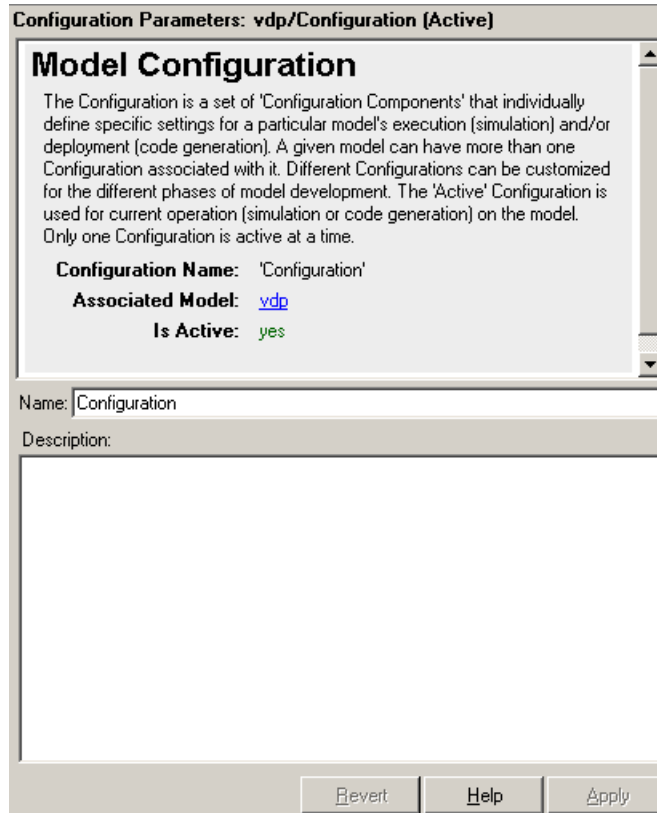 Configuration Parameters: vdp/Configuration (Active)
Model Configuration
The Configuration is a set of 'Configuration Components' that individually
define specific settings for a particular model's execution (simulation) and/or
deployment (code generation). A given model can have more than one
Configuration associated with it. Different Configurations can be customized
for the different phases of model development. The 'Active' Configuration is
used for current operation (simulation or code generation) on the model.
Only one Configuration is active at a time.
Configuration Name: 'Configuration'
Associated Model: vdp
Is Active: yes
Name: Configuration
Description:
Revert Help Apply